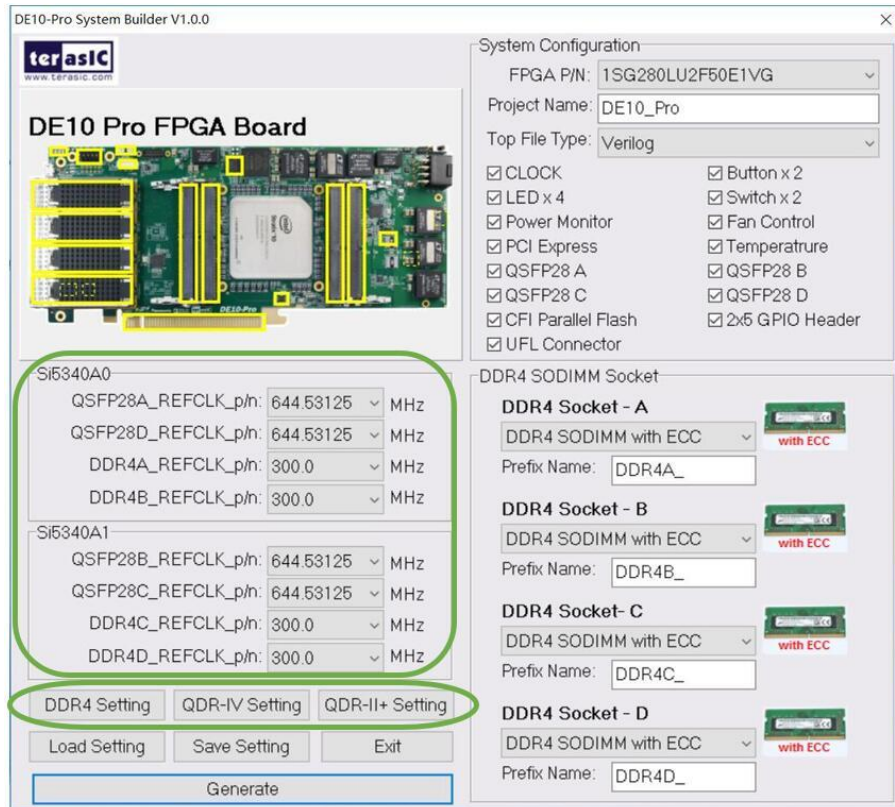 DE10-Pro System Builder V1.0.0
terasic
www.terasic.com
DE10 Pro FPGA Board
DE10-Pro
System Configuration
FPGA P/N: 1SG280LU2F50E1VG
Project Name: DE10_Pro
Top File Type: Verilog
CLOCK Button x 2
LED x 4 Switch x 2
Power Monitor Fan Control
PCI Express Temperatrure
QSFP28 A QSFP28 B
QSFP28 C QSFP28 D
CFI Parallel Flash 2x5 GPIO Header
UFL Connector
Si5340A0
QSFP28A_REFCLK_p/n: 644.53125 MHz
QSFP28D_REFCLK_p/n: 644.53125 MHz
DDR4A_REFCLK_p/n: 300.0 MHz
DDR4B_REFCLK_p/n: 300.0 MHz
Si5340A1
QSFP28B_REFCLK_p/n: 644.53125 MHz
QSFP28C_REFCLK_p/n: 644.53125 MHz
DDR4C_REFCLK_p/n: 300.0 MHz
DDR4D_REFCLK_p/n: 300.0 MHz
DDR4 Setting QDR-IV Setting QDR-II+ Setting
Load Setting Save Setting Exit
Generate
DDR4 SODIMM Socket
DDR4 Socket - A
DDR4 SODIMM with ECC
with ECC
Prefix Name: DDR4A_
DDR4 Socket - B
DDR4 SODIMM with ECC
with ECC
Prefix Name: DDR4B_
DDR4 Socket- C
DDR4 SODIMM with ECC
with ECC
Prefix Name: DDR4C_
DDR4 Socket - D
DDR4 SODIMM with ECC
with ECC
Prefix Name: DDR4D_